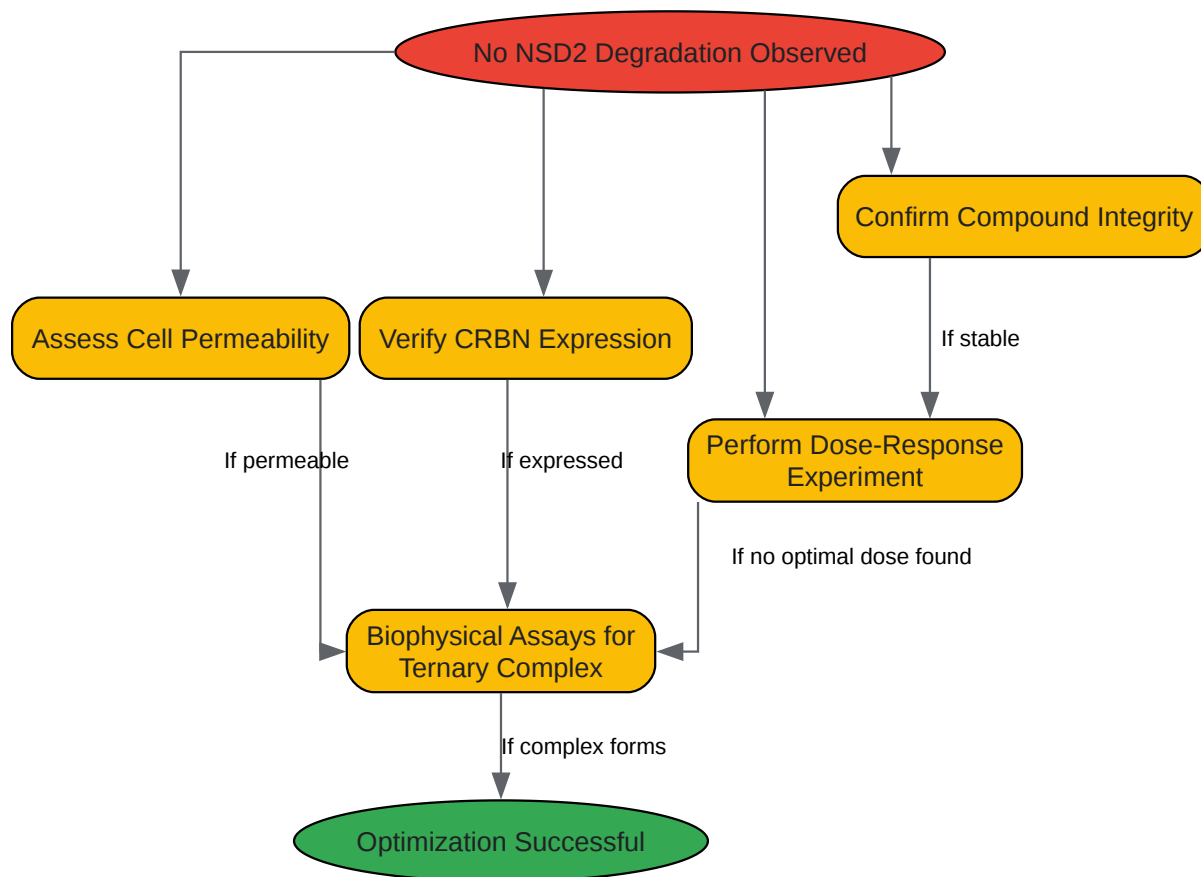 No NSD2 Degradation Observed
Confirm Compound Integrity
Assess Cell Permeability
Verify CRBN Expression
If stable
Perform Dose-Response
Experiment
If permeable
If expressed
If no optimal dose found
Biophysical Assays for
Ternary Complex
If complex forms
Optimization Successful